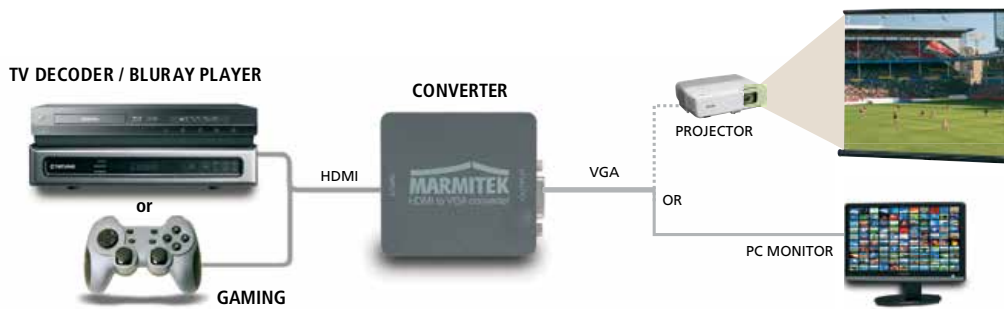 TV DECODER / BLURAY PLAYER
or
GAMING
HDMI
CONVERTER
MARMITEK
HDMI to VGA converter
VGA
PROJECTOR
OR
PC MONITOR